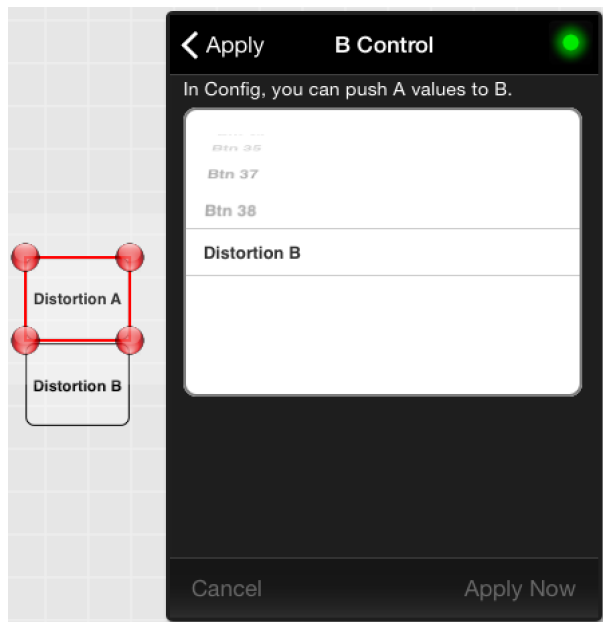 Apply
B Control
In Config, you can push A values to B.
Btn 35
Btn 37
Btn 38
Distortion B
Distortion A
Distortion B
Cancel
Apply Now